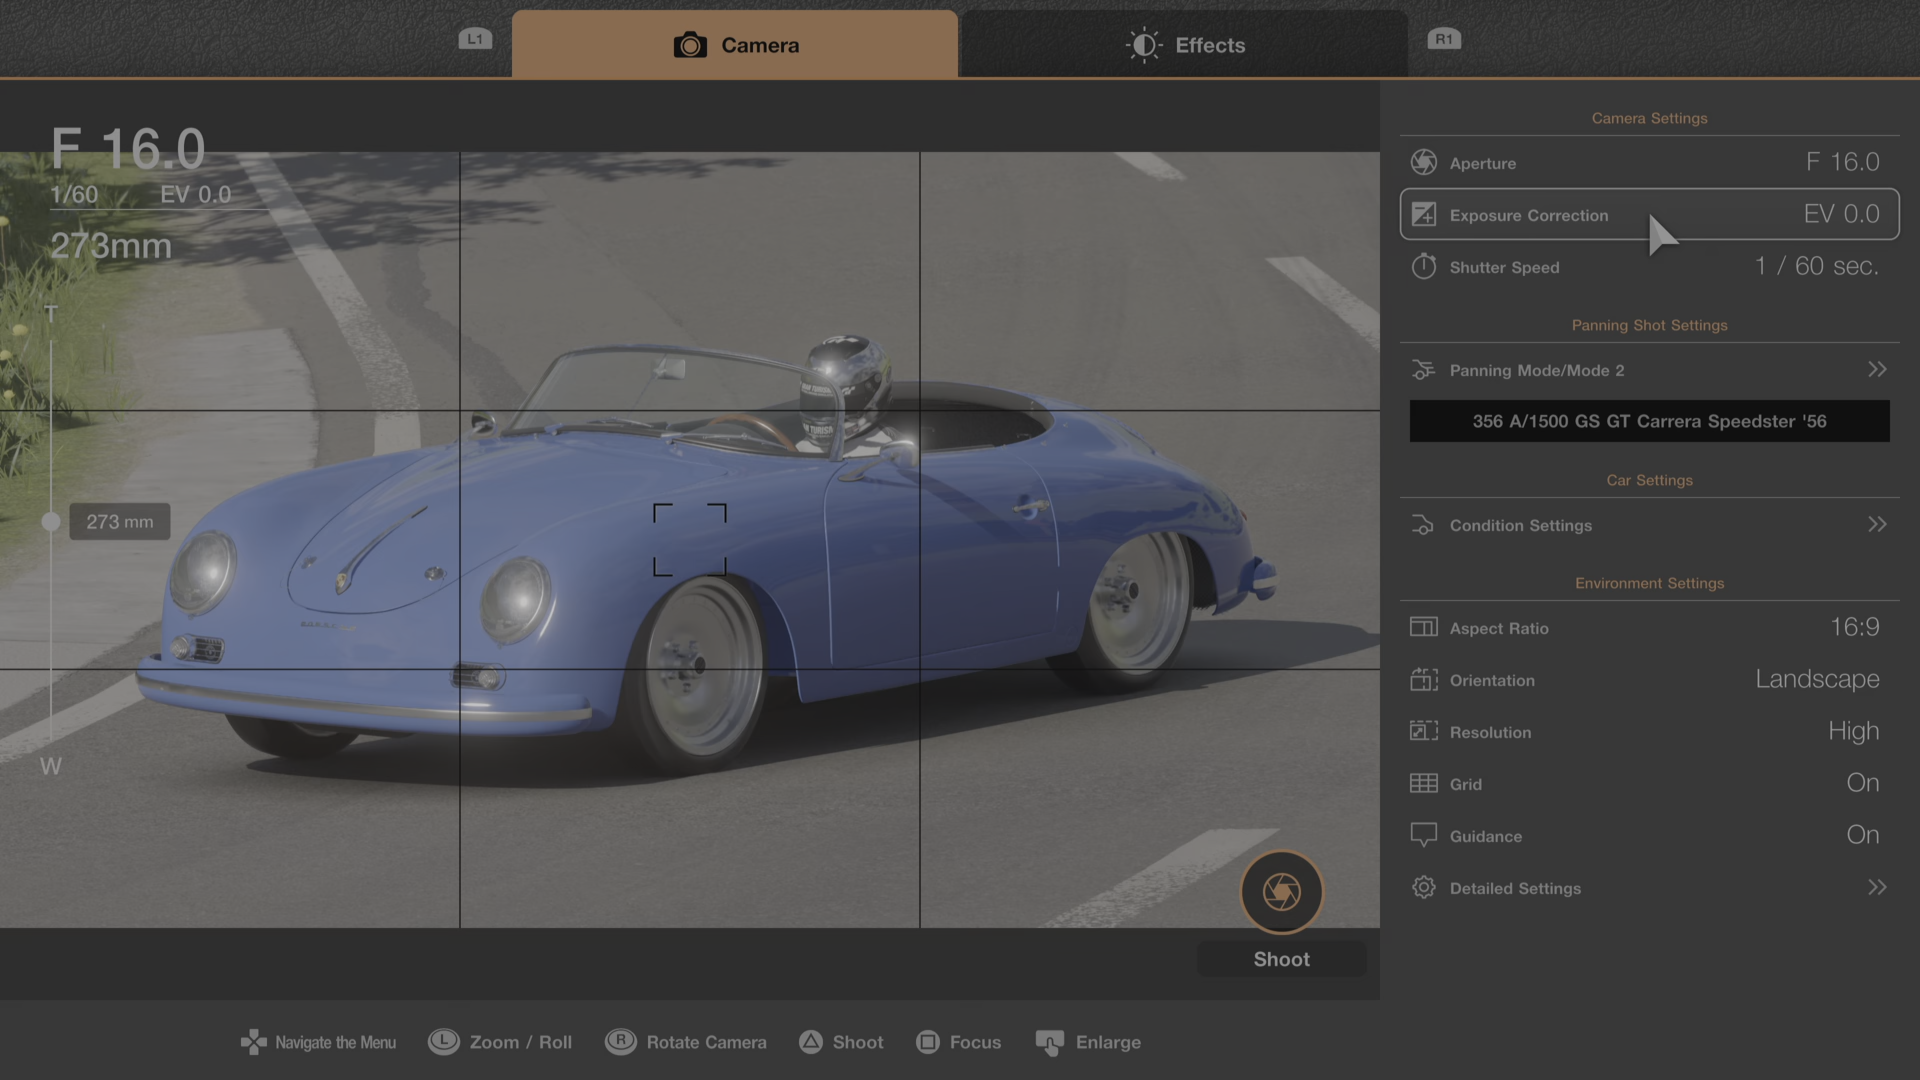 L1
Camera
Effects
R1
F 16.0
1/60 EV 0.0
273mm
T
273 mm
W
Camera Settings
Aperture F 16.0
Exposure Correction EV 0.0
Shutter Speed 1 / 60 sec.
Panning Shot Settings
Panning Mode/Mode 2
356 A/1500 GS GT Carrera Speedster '56
Car Settings
Condition Settings
Environment Settings
Aspect Ratio 16:9
Orientation Landscape
Resolution High
Grid On
Guidance On
Detailed Settings
Shoot
Navigate the Menu
L Zoom / Roll
R Rotate Camera
Shoot
Focus
Enlarge